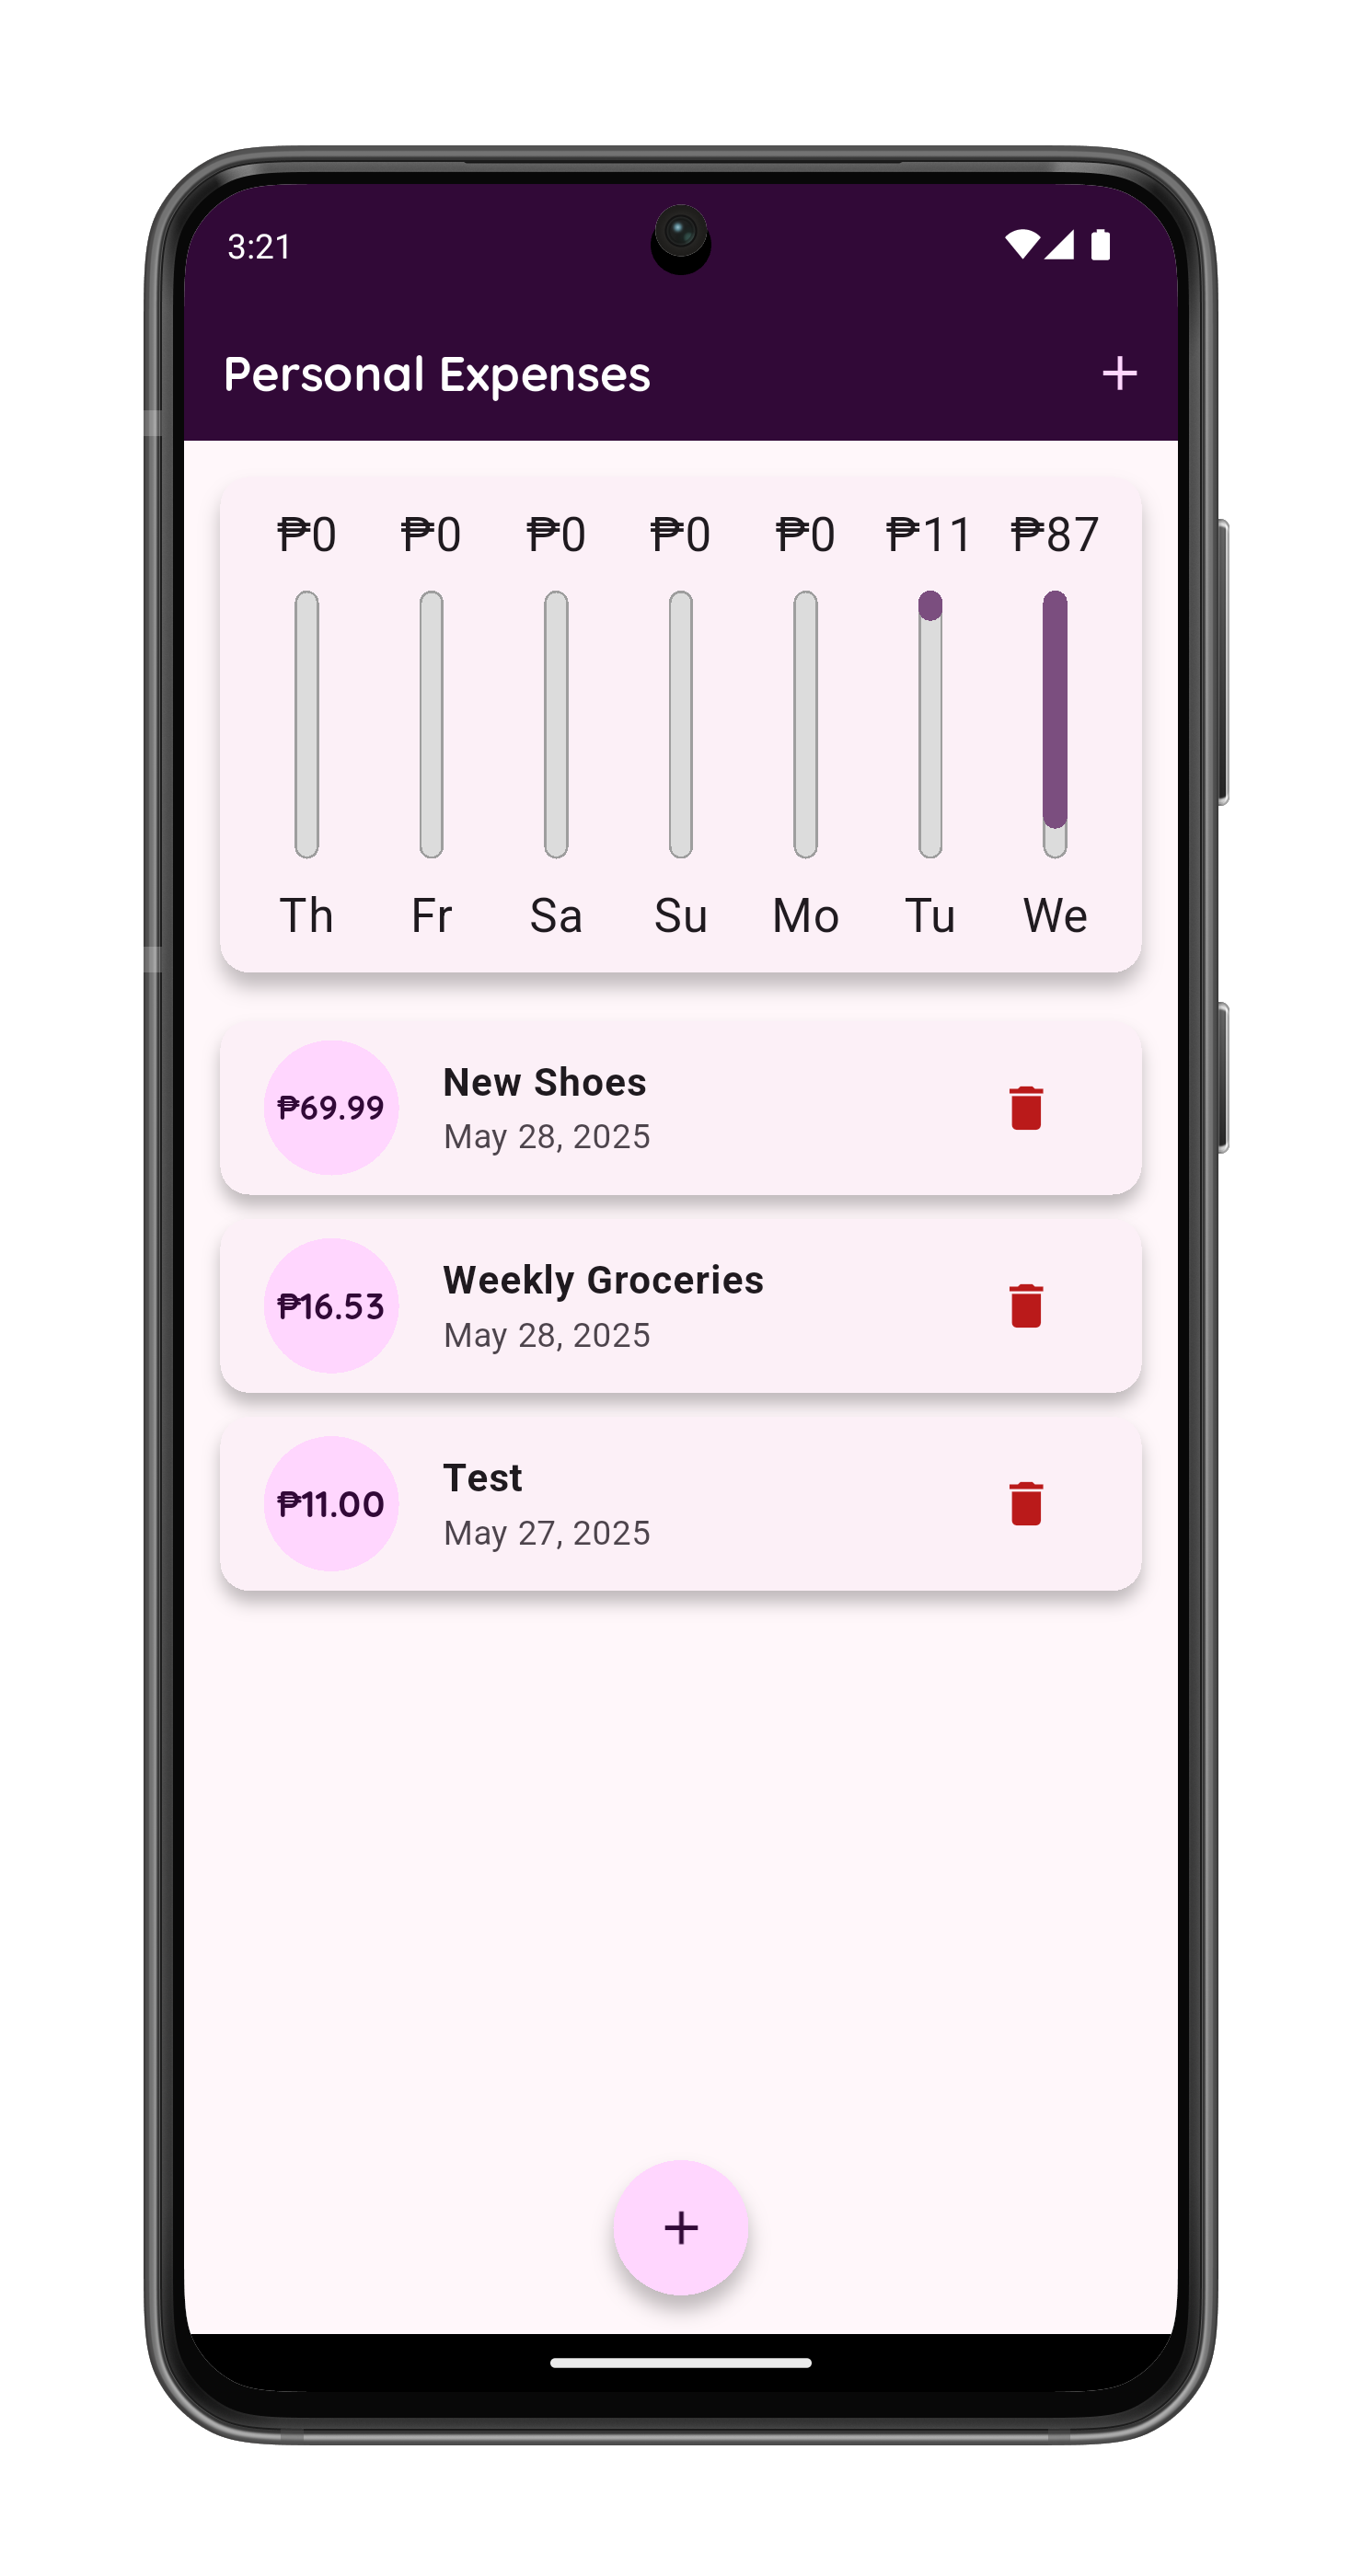 3:21
Personal Expenses
₱0 ₱0 ₱0 ₱0 ₱0 ₱11 ₱87
Th Fr Sa Su Mo Tu We
₱69.99
New Shoes
May 28, 2025
₱16.53
Weekly Groceries
May 28, 2025
₱11.00
Test
May 27, 2025